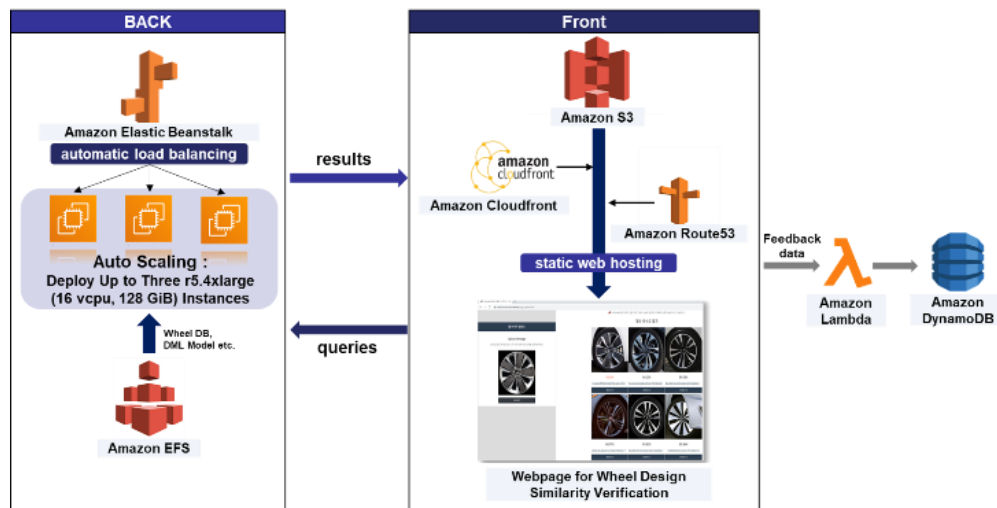 BACK
Amazon Elastic Beanstalk
automatic load balancing
Auto Scaling :
Deploy Up to Three r5.4xlarge
(16 vcpu, 128 GiB) Instances
Wheel DB,
DML Model etc.
Amazon EFS
results
queries
Front
Amazon S3
amazon
cloudfront
Amazon Cloudfront
Amazon Route53
static web hosting
Webpage for Wheel Design
Similarity Verification
Feedback
data
Amazon
Lambda
Amazon
DynamoDB